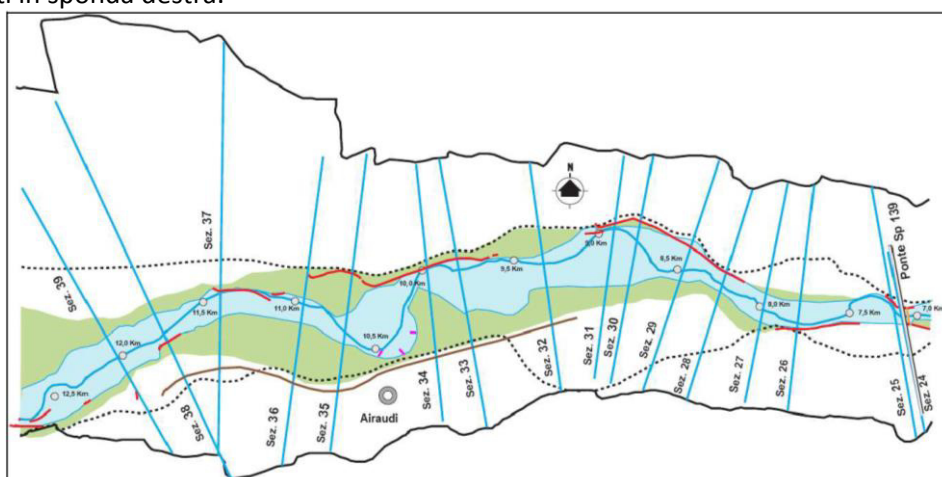 ti in sponda destra.
N
Sez. 39
Sez. 38
Sez. 37
Sez. 36
Sez. 35
Sez. 34
Sez. 33
Sez. 32
Sez. 31
Sez. 30
Sez. 29
Sez. 28
Sez. 27
Sez. 26
Sez. 25
Sez. 24
Ponte Sp 139
12,5 Km
12,0 Km
11,5 Km
11,0 Km
10,5 Km
10,0 Km
9,5 Km
9,0 Km
8,5 Km
8,0 Km
7,5 Km
7,0 Km
Airaudi